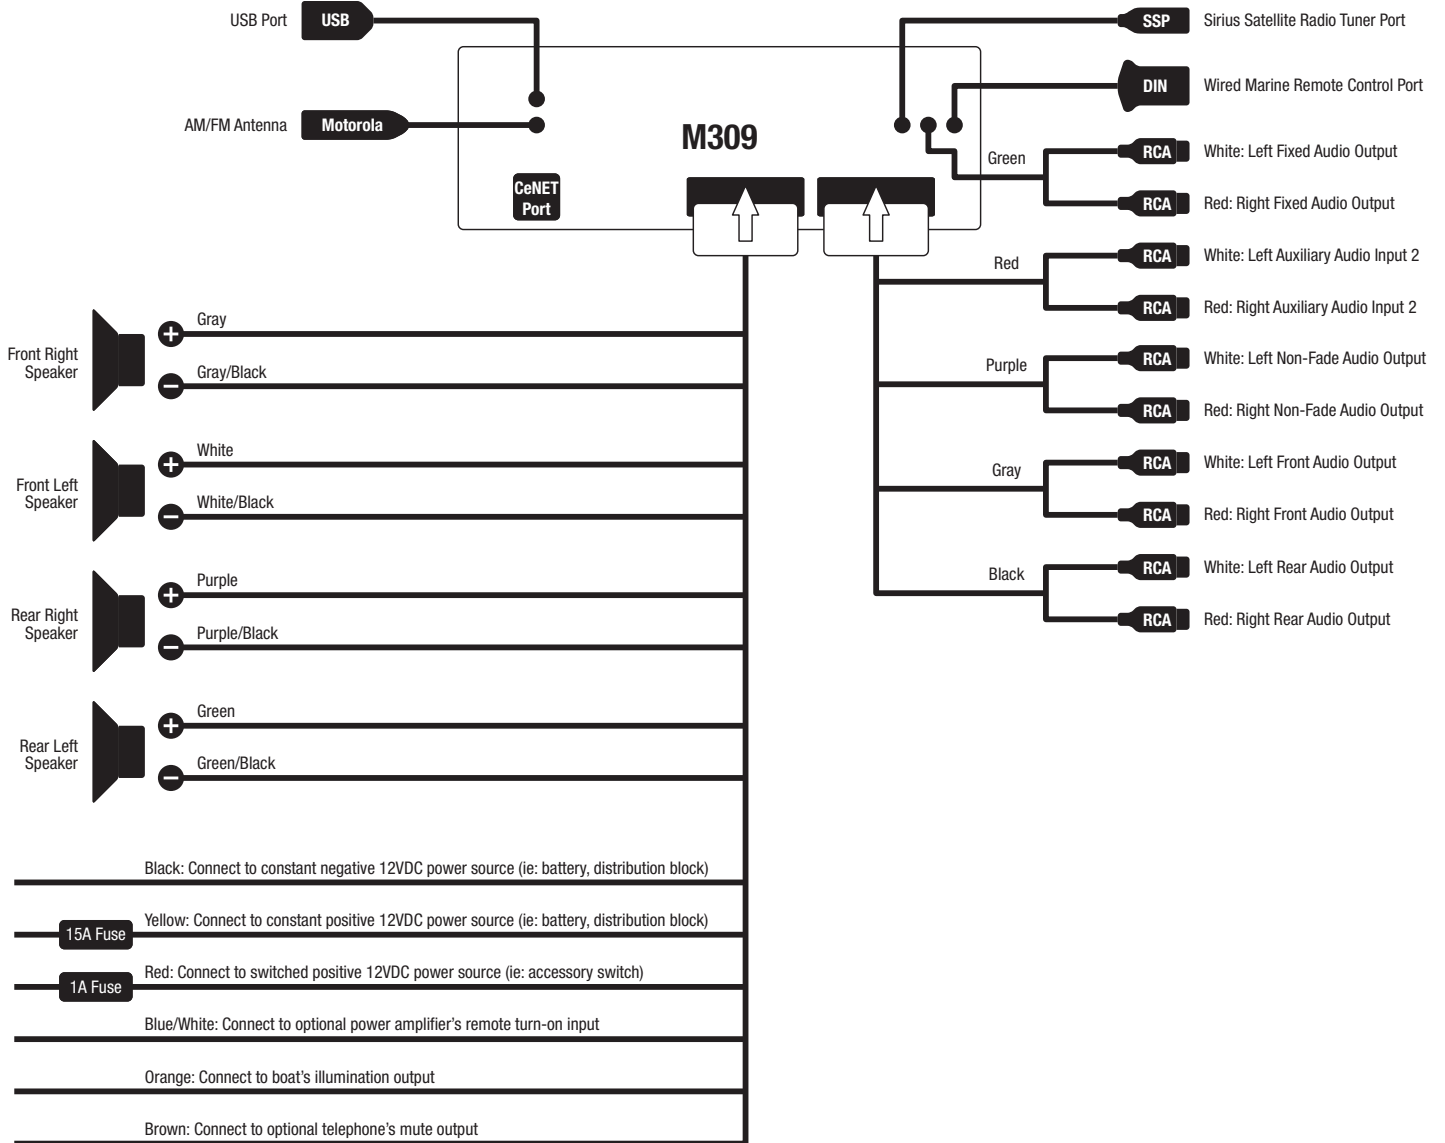 USB Port
USB
SSP
Sirius Satellite Radio Tuner Port
DIN
Wired Marine Remote Control Port
AM/FM Antenna
Motorola
M309
CeNET
Port
Green
RCA
White: Left Fixed Audio Output
RCA
Red: Right Fixed Audio Output
Red
RCA
White: Left Auxiliary Audio Input 2
RCA
Red: Right Auxiliary Audio Input 2
Purple
RCA
White: Left Non-Fade Audio Output
RCA
Red: Right Non-Fade Audio Output
Gray
RCA
White: Left Front Audio Output
RCA
Red: Right Front Audio Output
Black
RCA
White: Left Rear Audio Output
RCA
Red: Right Rear Audio Output
Front Right
Speaker
+
Gray
−
Gray/Black
Front Left
Speaker
+
White
−
White/Black
Rear Right
Speaker
+
Purple
−
Purple/Black
Rear Left
Speaker
+
Green
−
Green/Black
Black: Connect to constant negative 12VDC power source (ie: battery, distribution block)
15A Fuse
Yellow: Connect to constant positive 12VDC power source (ie: battery, distribution block)
1A Fuse
Red: Connect to switched positive 12VDC power source (ie: accessory switch)
Blue/White: Connect to optional power amplifier’s remote turn-on input
Orange: Connect to boat’s illumination output
Brown: Connect to optional telephone’s mute output